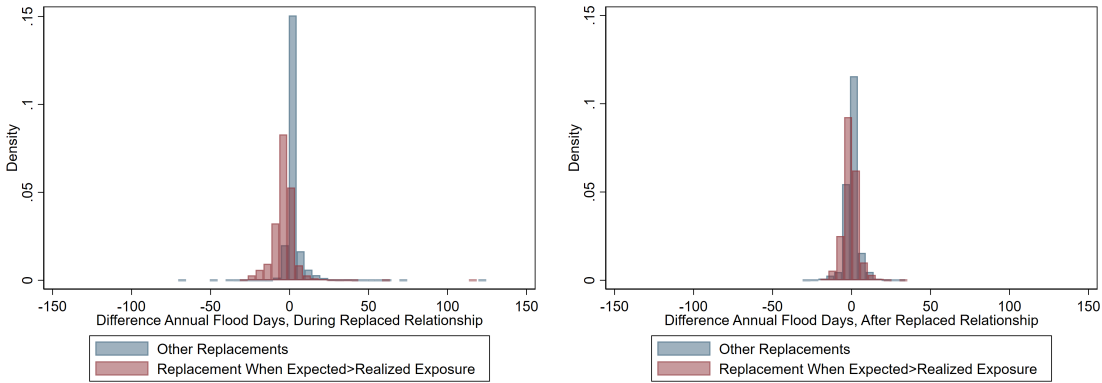 .15
.1
.05
0
Density
-150 -100 -50 0 50 100 150
Difference Annual Flood Days, During Replaced Relationship
Other Replacements
Replacement When Expected>Realized Exposure
.15
.1
.05
0
Density
-150 -100 -50 0 50 100 150
Difference Annual Flood Days, After Replaced Relationship
Other Replacements
Replacement When Expected>Realized Exposure